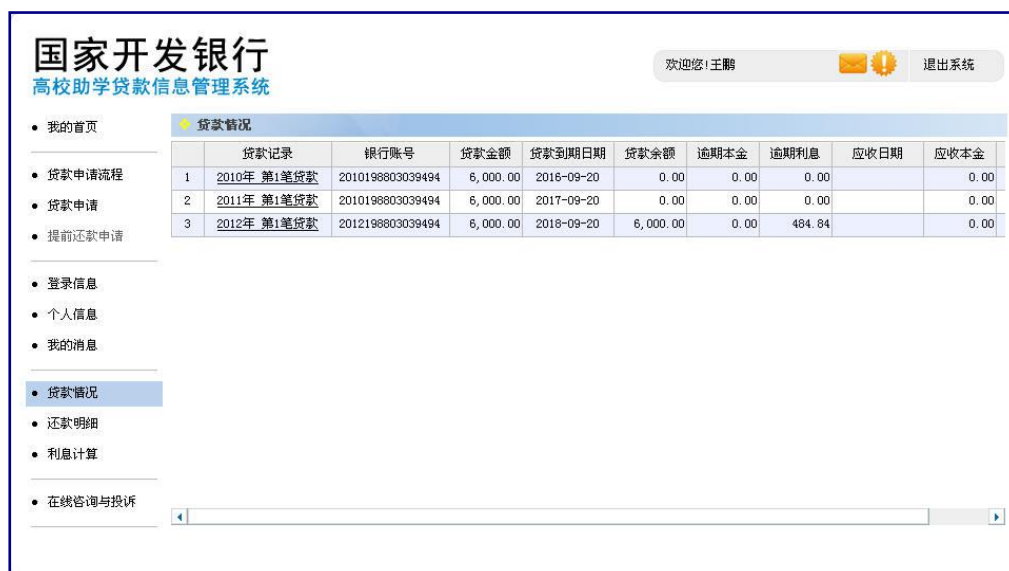 国家开发银行
高校助学贷款信息管理系统
欢迎您!王鹏 退出系统
我的首页
贷款申请流程
贷款申请
提前还款申请
登录信息
个人信息
我的消息
贷款情况
还款明细
利息计算
在线咨询与投诉
贷款情况
贷款记录 银行账号 贷款金额 贷款到期日期 贷款余额 逾期本金 逾期利息 应收日期 应收本金
1 2010年 第1笔贷款 2010198803039494 6,000.00 2016-09-20 0.00 0.00 0.00 0.00
2 2011年 第1笔贷款 2010198803039494 6,000.00 2017-09-20 0.00 0.00 0.00 0.00
3 2012年 第1笔贷款 2012198803039494 6,000.00 2018-09-20 6,000.00 0.00 484.84 0.00